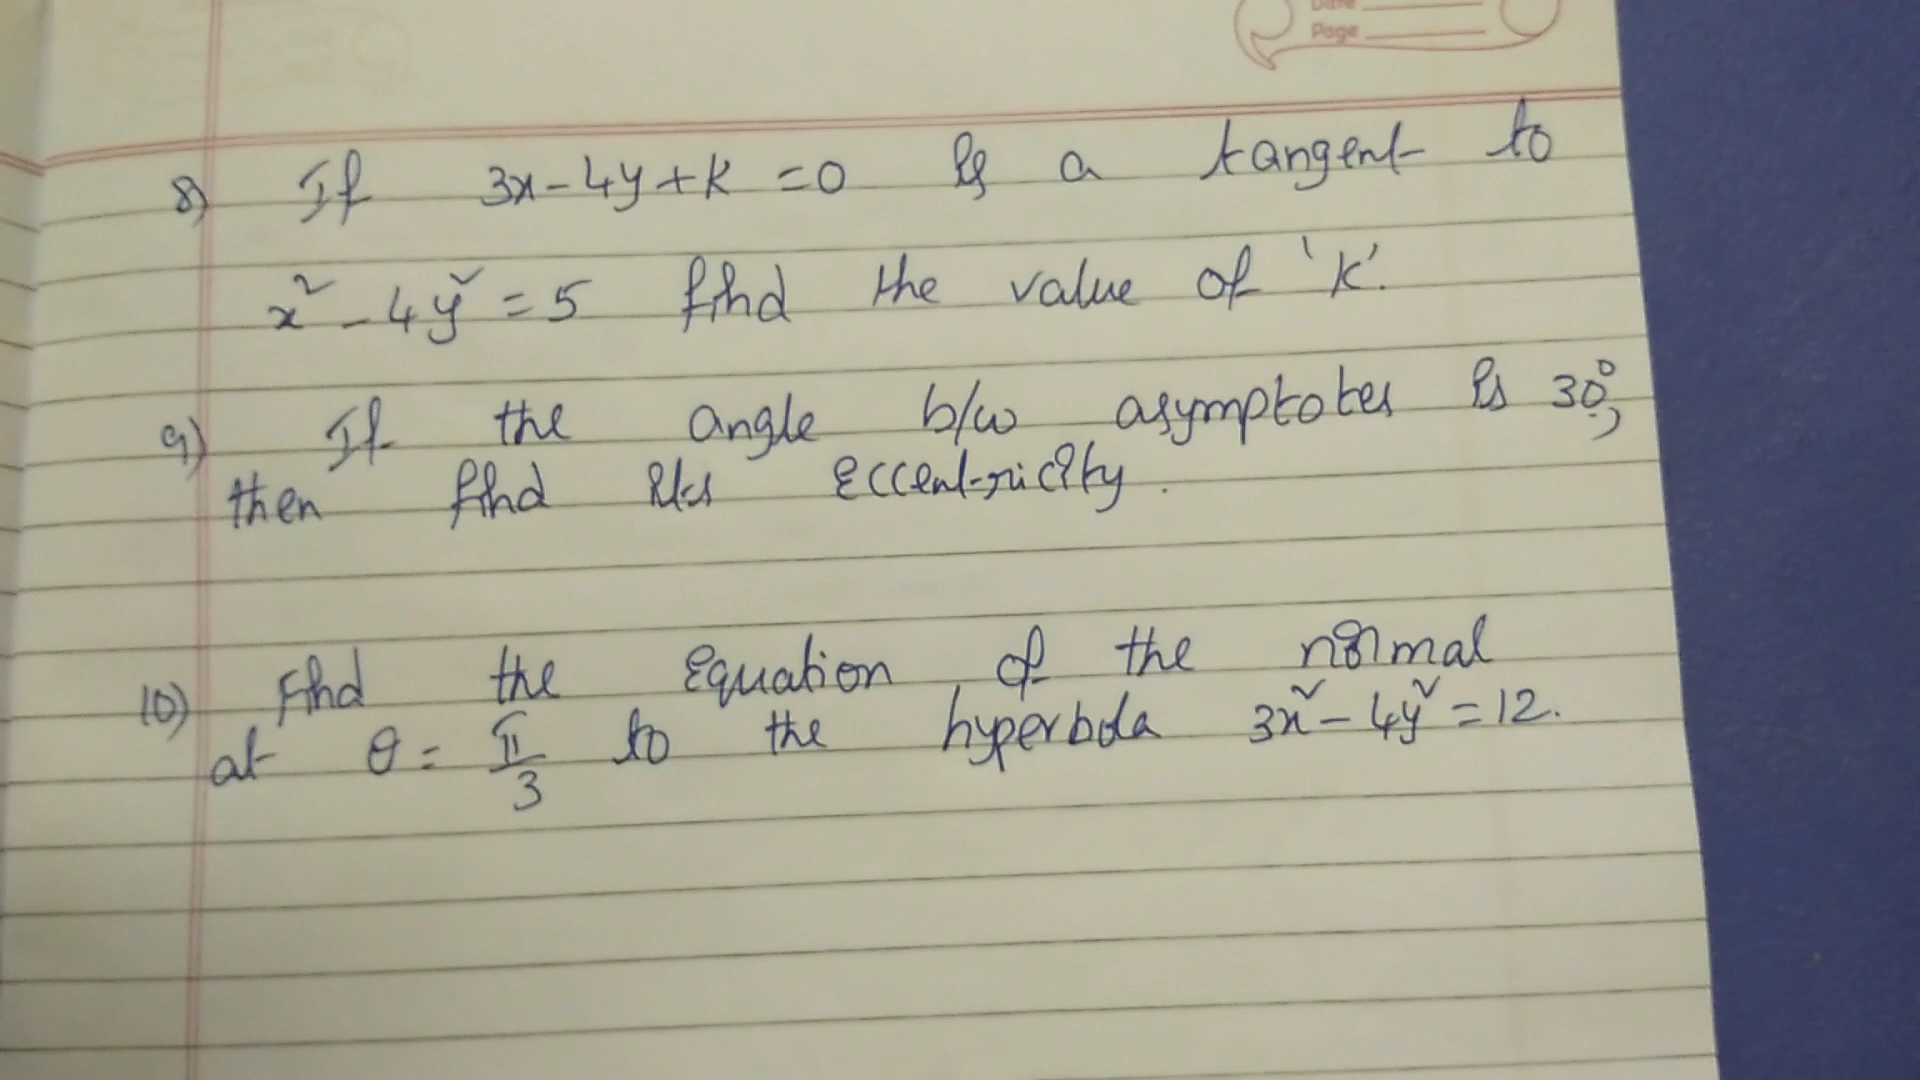 Date
Page
8) If 3x - 4y + k = 0 is a tangent to
x² - 4y² = 5 find the value of 'k'.
9) If the angle b/w asymptotes is 30°,
then find its eccentricity.
10) Find the equation of the normal
at θ = π/3 to the hyperbola 3x² - 4y² = 12.